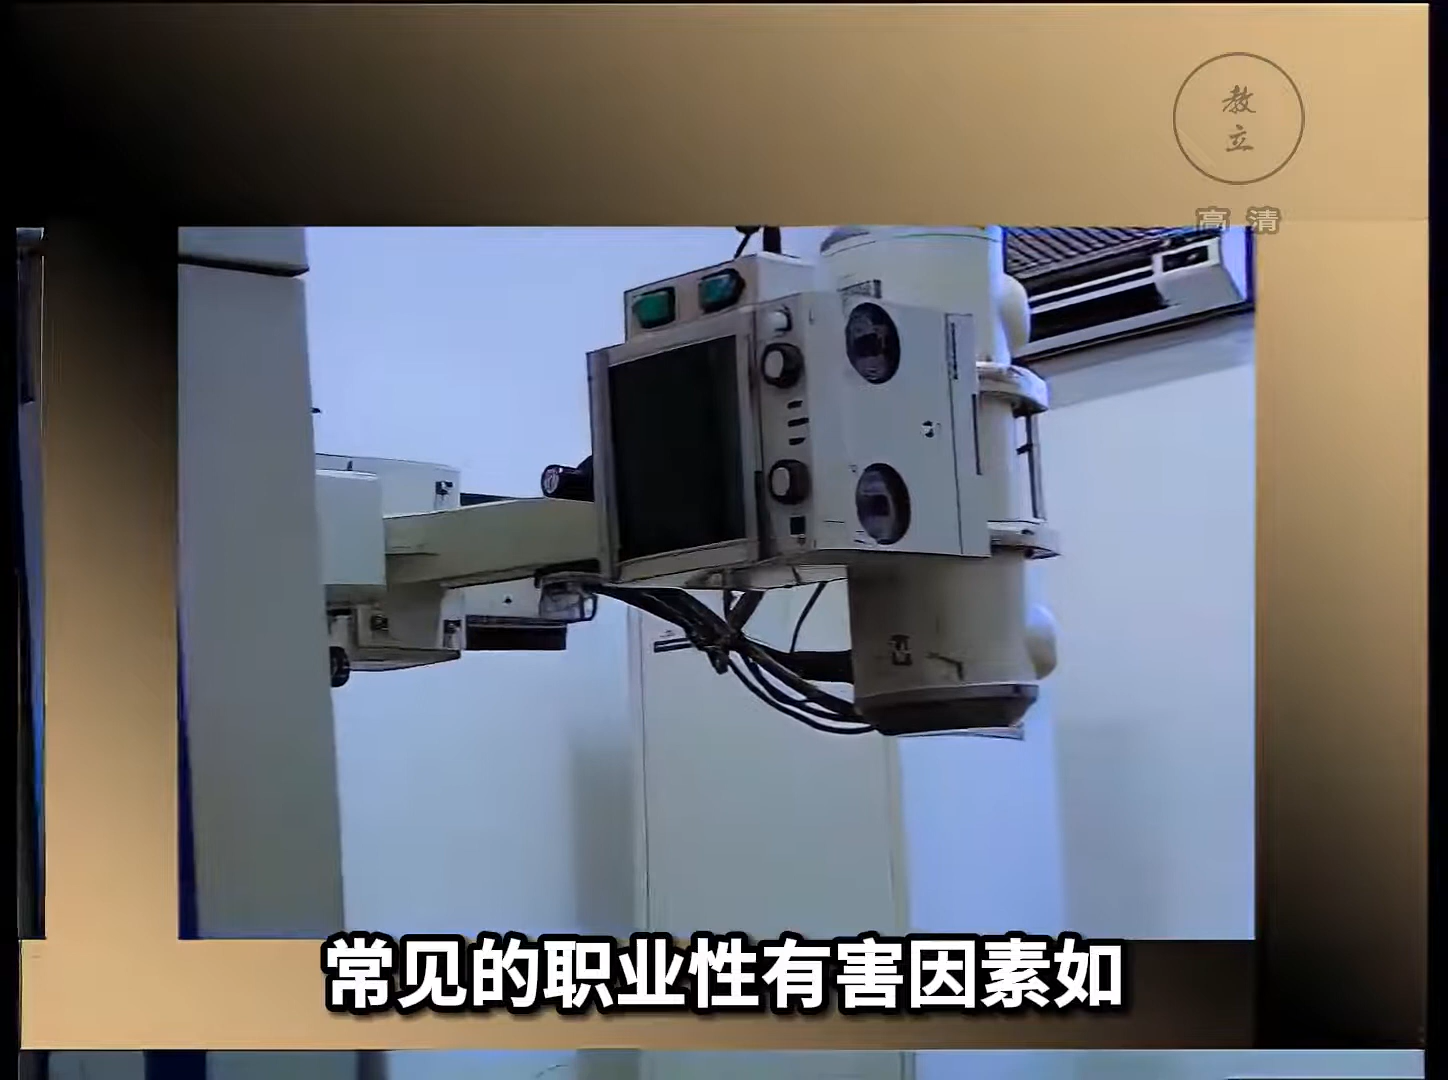 教
立
高清
常见的职业性有害因素如